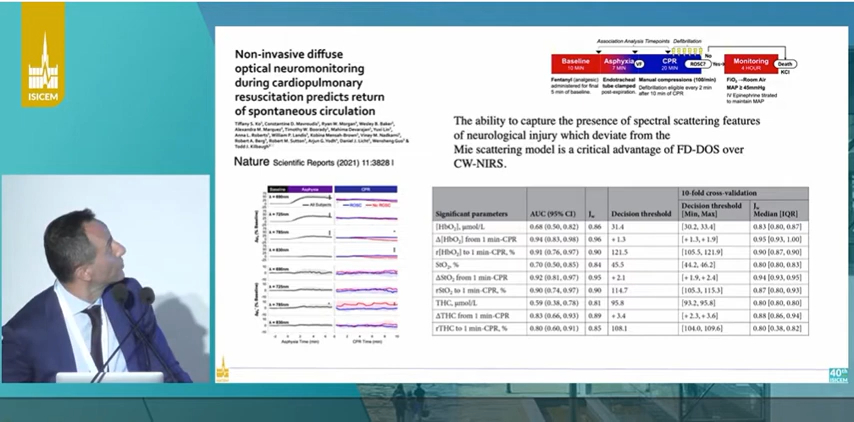 ISICEM
Non-invasive diffuse
optical neuromonitoring
during cardiopulmonary
resuscitation predicts return
of spontaneous circulation
Nature Scientific Reports (2021) 11:3828
Association Analysis Timepoints
Defibrillation
Baseline
10 MIN
Asphyxia
7 MIN
VF
CPR
20 MIN
ROSC?
No
Yes
Monitoring
4 HOUR
Death
KCl
Fentanyl (analgesic)
administered for final
5 min of baseline.
Endotracheal
tube clamped
post-expiration.
Manual compressions (100/min)
Defibrillation eligible every 2 min
after 10 min of CPR
FiO₂ →Room Air
MAP ≥ 45mmHg
IV Epinephrine titrated
to maintain MAP
The ability to capture the presence of spectral scattering features
of neurological injury which deviate from the
Mie scattering model is a critical advantage of FD-DOS over
CW-NIRS.
Baseline
Asphyxia
CPR
All Subjects
ROSC
No ROSC
Asphyxia Time (min)
CPR Time (min)
10-fold cross-validation
Significant parameters AUC (95% CI) Decision threshold
Decision threshold
[Min, Max]
Median [IQR]
[HbO₂], μmol/L 0.68 (0.50, 0.82) 0.86 31.4 [30.2, 33.4] 0.83 [0.80, 0.87]
Δ[HbO₂] from 1 min-CPR 0.94 (0.83, 0.98) 0.96 +1.3 [+1.3, +1.9] 0.95 [0.93, 1.00]
r[HbO₂] to 1 min-CPR, % 0.91 (0.76, 0.97) 0.90 121.5 [105.5, 121.9] 0.90 [0.87, 0.90]
StO₂, % 0.70 (0.50, 0.85) 0.84 45.5 [44.2, 46.2] 0.80 [0.80, 0.83]
ΔStO₂ from 1 min-CPR 0.92 (0.81, 0.97) 0.95 +2.1 [+1.9, +2.4] 0.94 [0.93, 0.95]
rStO₂ to 1 min-CPR, % 0.90 (0.74, 0.97) 0.90 114.7 [105.3, 115.3] 0.87 [0.80, 0.93]
THC, μmol/L 0.59 (0.38, 0.78) 0.81 95.8 [93.2, 95.8] 0.80 [0.80, 0.80]
ΔTHC from 1 min-CPR 0.83 (0.66, 0.93) 0.89 +3.4 [+2.3, +3.6] 0.88 [0.86, 0.94]
rTHC to 1 min-CPR, % 0.80 (0.60, 0.91) 0.85 108.1 [104.0, 109.6] 0.80 [0.38, 0.82]
40th
ISICEM